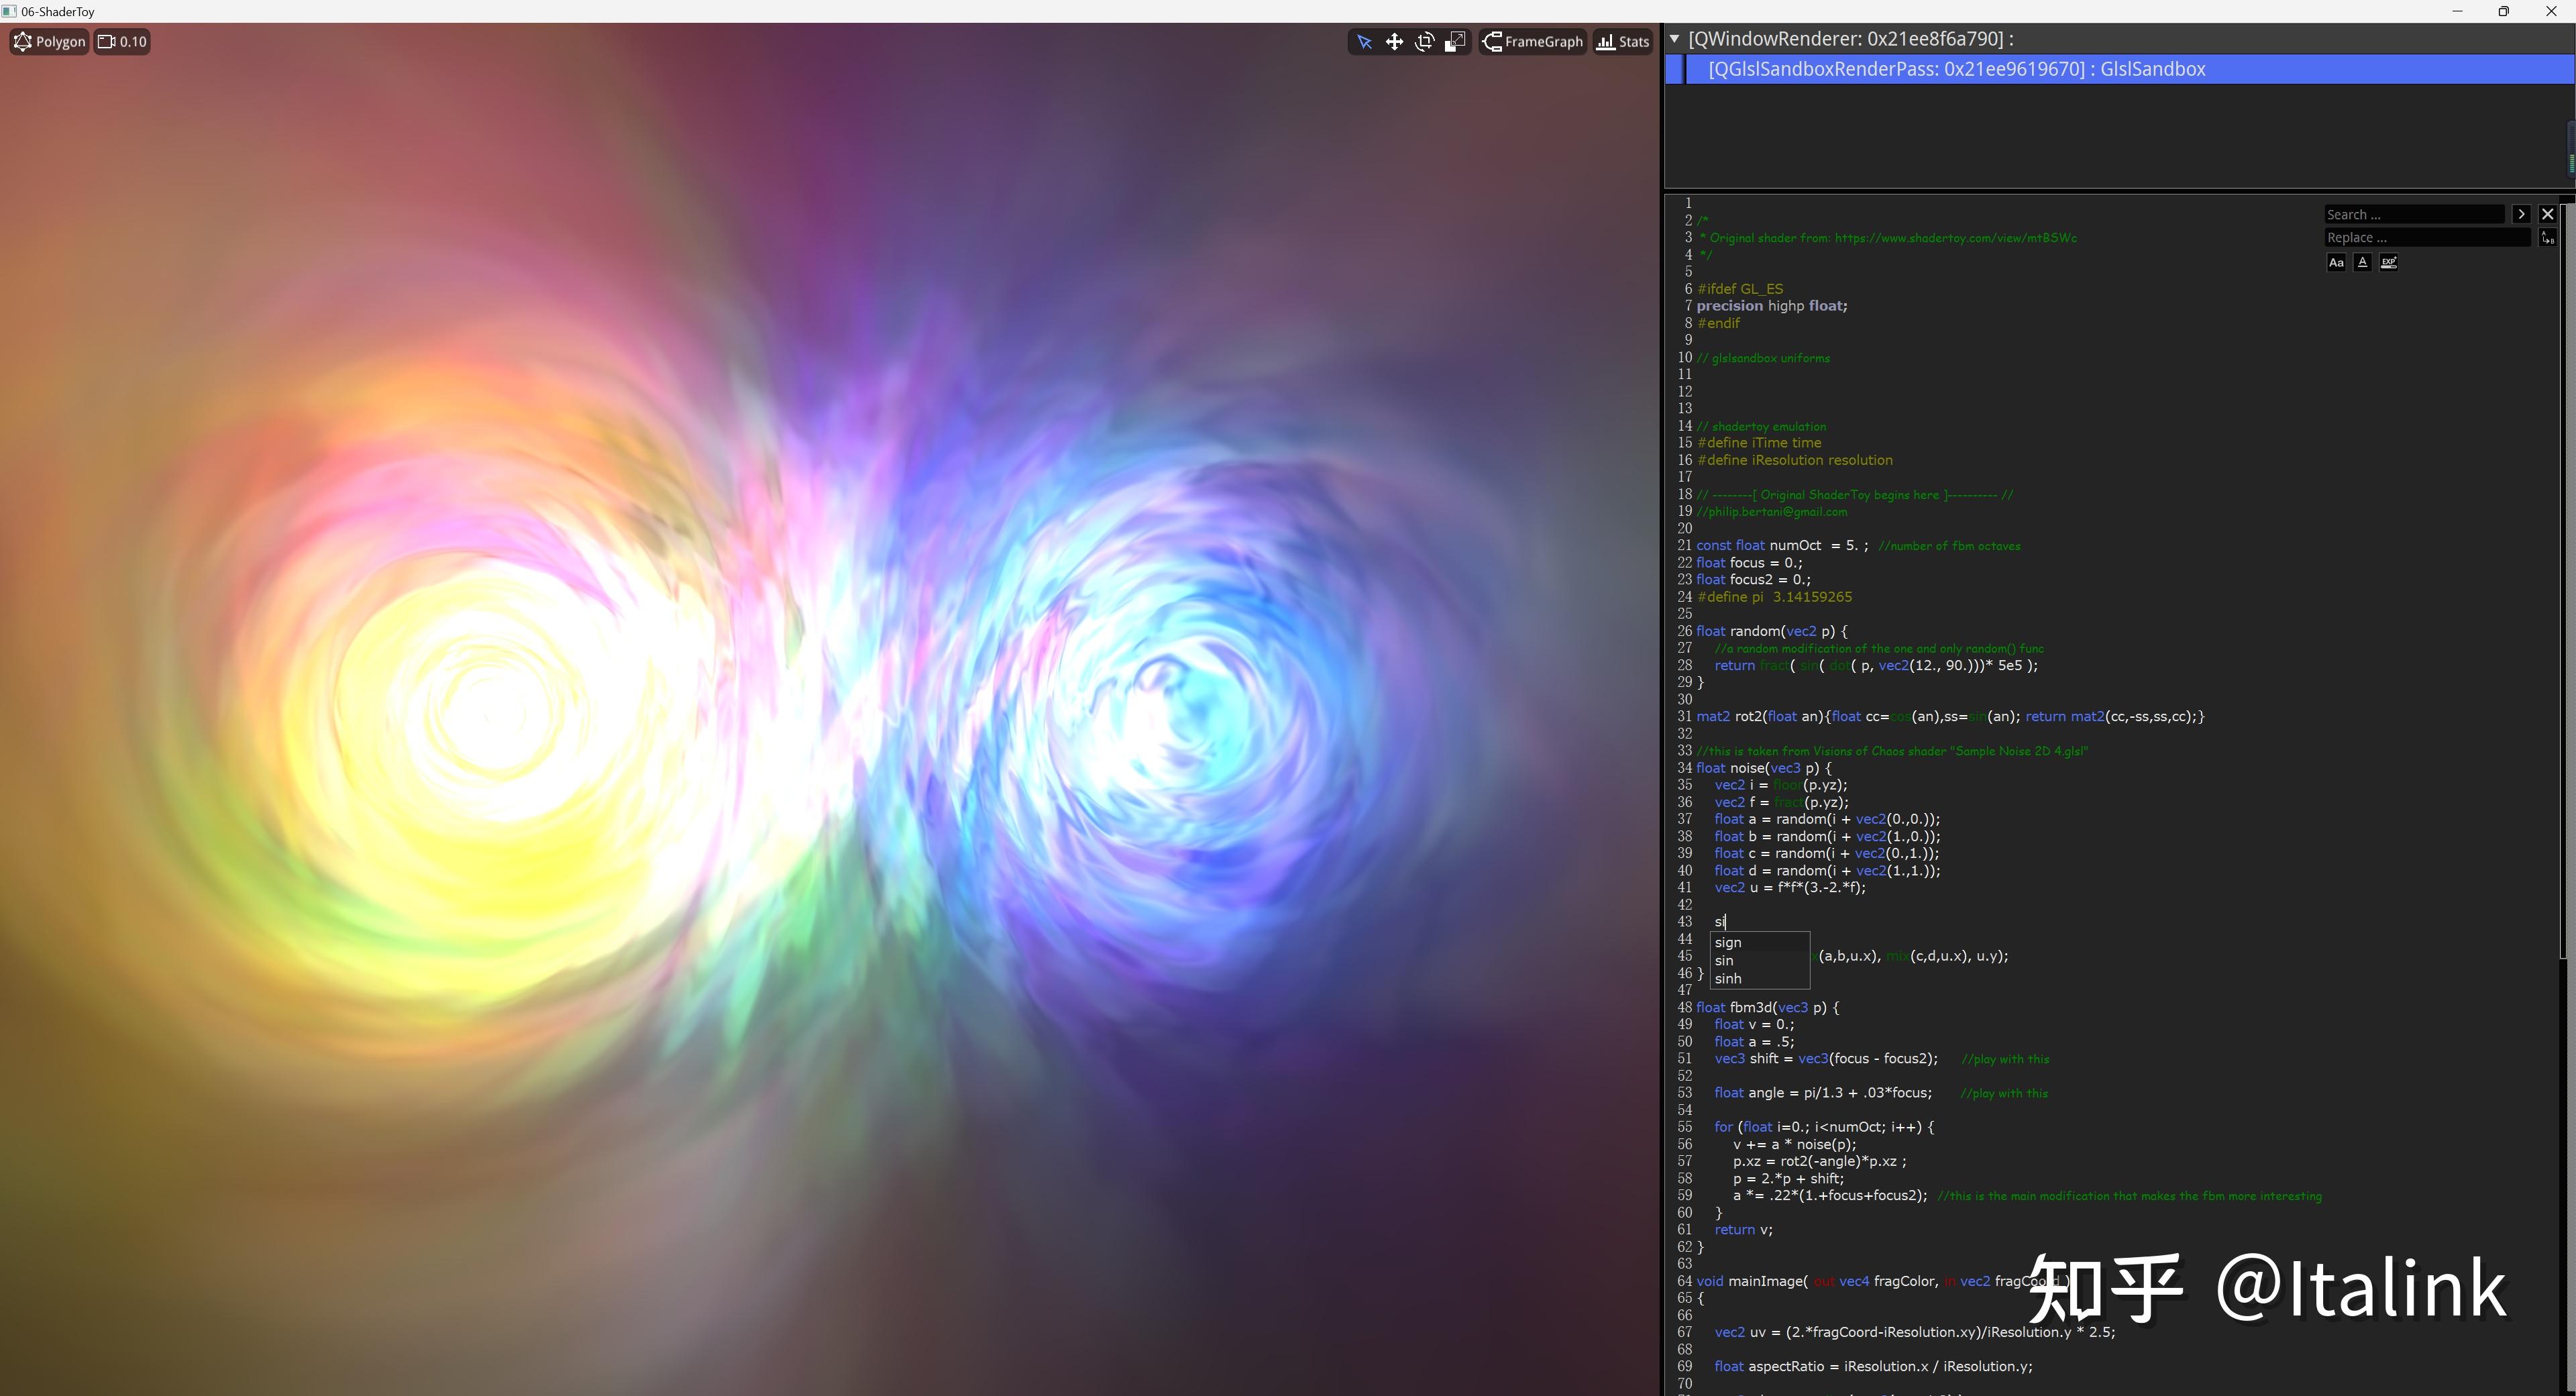 06-ShaderToy
Polygon
0.10
FrameGraph
Stats
[QWindowRenderer: 0x21ee8f6a790] :
[QGlslSandboxRenderPass: 0x21ee9619670] : GlslSandbox
Search ...
Replace ...
Aa
A
EXP
1
2 /*
3  * Original shader from: https://www.shadertoy.com/view/mtBSWc
4  */
5
6 #ifdef GL_ES
7 precision highp float;
8 #endif
9
10 // glslsandbox uniforms
11
12
13
14 // shadertoy emulation
15 #define iTime time
16 #define iResolution resolution
17
18 // --------[ Original ShaderToy begins here ]---------- //
19 //philip.bertani@gmail.com
20
21 const float numOct  = 5. ;  //number of fbm octaves
22 float focus = 0.;
23 float focus2 = 0.;
24 #define pi  3.14159265
25
26 float random(vec2 p) {
27     //a random modification of the one and only random() func
28     return fract( sin( dot( p, vec2(12., 90.)))* 5e5 );
29 }
30
31 mat2 rot2(float an){float cc=cos(an),ss=sin(an); return mat2(cc,-ss,ss,cc);}
32
33 //this is taken from Visions of Chaos shader "Sample Noise 2D 4.glsl"
34 float noise(vec3 p) {
35     vec2 i = floor(p.yz);
36     vec2 f = fract(p.yz);
37     float a = random(i + vec2(0.,0.));
38     float b = random(i + vec2(1.,0.));
39     float c = random(i + vec2(0.,1.));
40     float d = random(i + vec2(1.,1.));
41     vec2 u = f*f*(3.-2.*f);
42
43     si
44
sign
sin
sinh
45 x(a,b,u.x), mix(c,d,u.x), u.y);
46 }
47
48 float fbm3d(vec3 p) {
49     float v = 0.;
50     float a = .5;
51     vec3 shift = vec3(focus - focus2);     //play with this
52
53     float angle = pi/1.3 + .03*focus;     //play with this
54
55     for (float i=0.; i<numOct; i++) {
56         v += a * noise(p);
57         p.xz = rot2(-angle)*p.xz ;
58         p = 2.*p + shift;
59         a *= .22*(1.+focus+focus2);  //this is the main modification that makes the fbm more interesting
60     }
61     return v;
62 }
63
64 void mainImage( out vec4 fragColor, in vec2 fragCoord )
65 {
66
67     vec2 uv = (2.*fragCoord-iResolution.xy)/iResolution.y * 2.5;
68
69     float aspectRatio = iResolution.x / iResolution.y;
70
知乎 @Italink